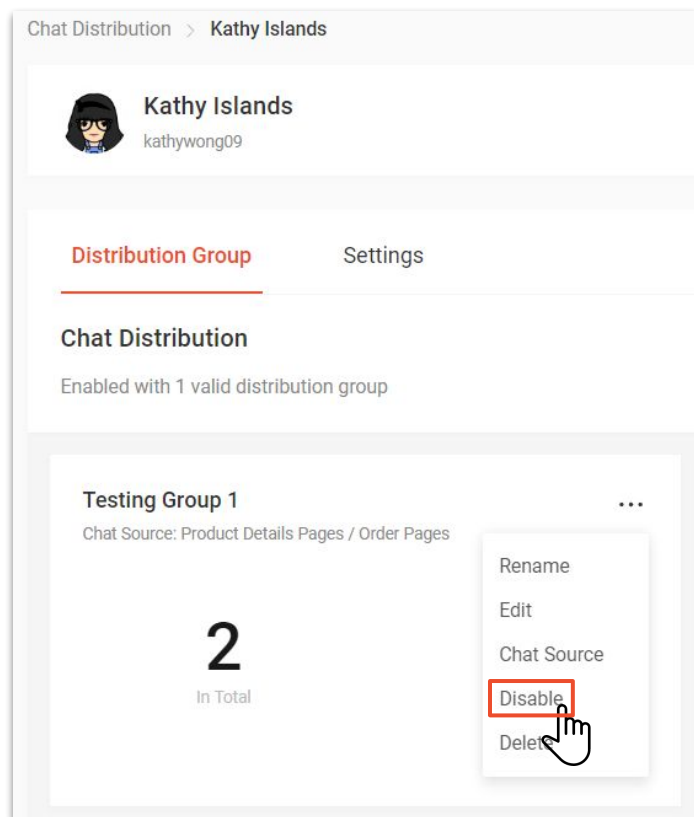 Chat Distribution > Kathy Islands
Kathy Islands
kathywong09
Distribution Group Settings
Chat Distribution
Enabled with 1 valid distribution group
Testing Group 1 ...
Chat Source: Product Details Pages / Order Pages
2
In Total
Rename
Edit
Chat Source
Disable
Delete